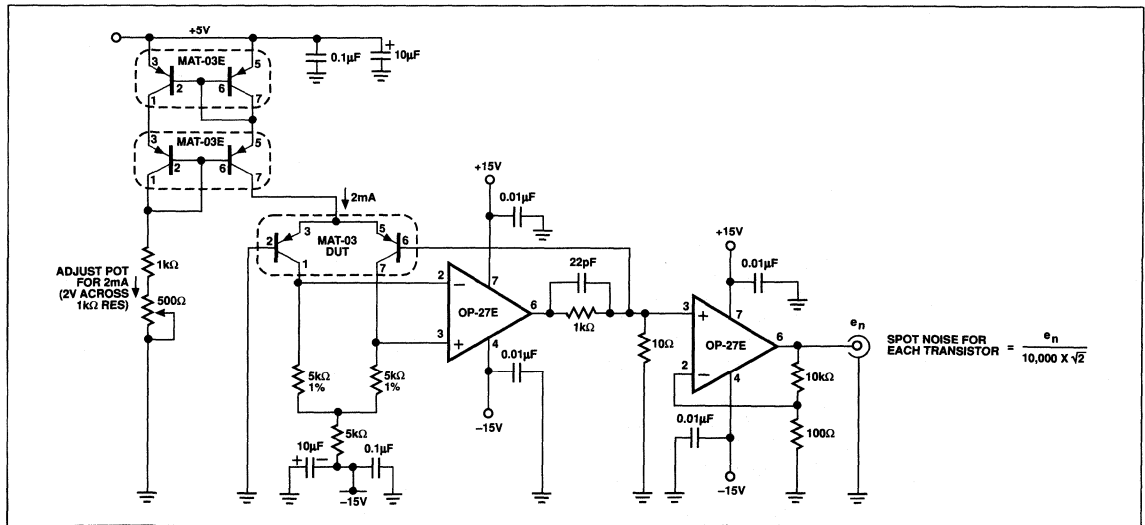 +5V
MAT-03E
3
5
2
6
1
7
0.1µF
+
10µF
MAT-03E
3
5
2
6
1
7
2mA
3
5
2
6
MAT-03
DUT
1
7
1kΩ
ADJUST POT
FOR 2mA
(2V ACROSS
1kΩ RES)
500Ω
+15V
0.01µF
2
−
7
OP-27E
6
3
+
4
0.01µF
−15V
22pF
1kΩ
10Ω
5kΩ
1%
5kΩ
1%
5kΩ
10µF
+
−
0.1µF
−15V
+15V
0.01µF
3
+
7
OP-27E
6
2
−
4
0.01µF
−15V
10kΩ
100Ω
en
SPOT NOISE FOR
EACH TRANSISTOR = en / 10,000 X √2